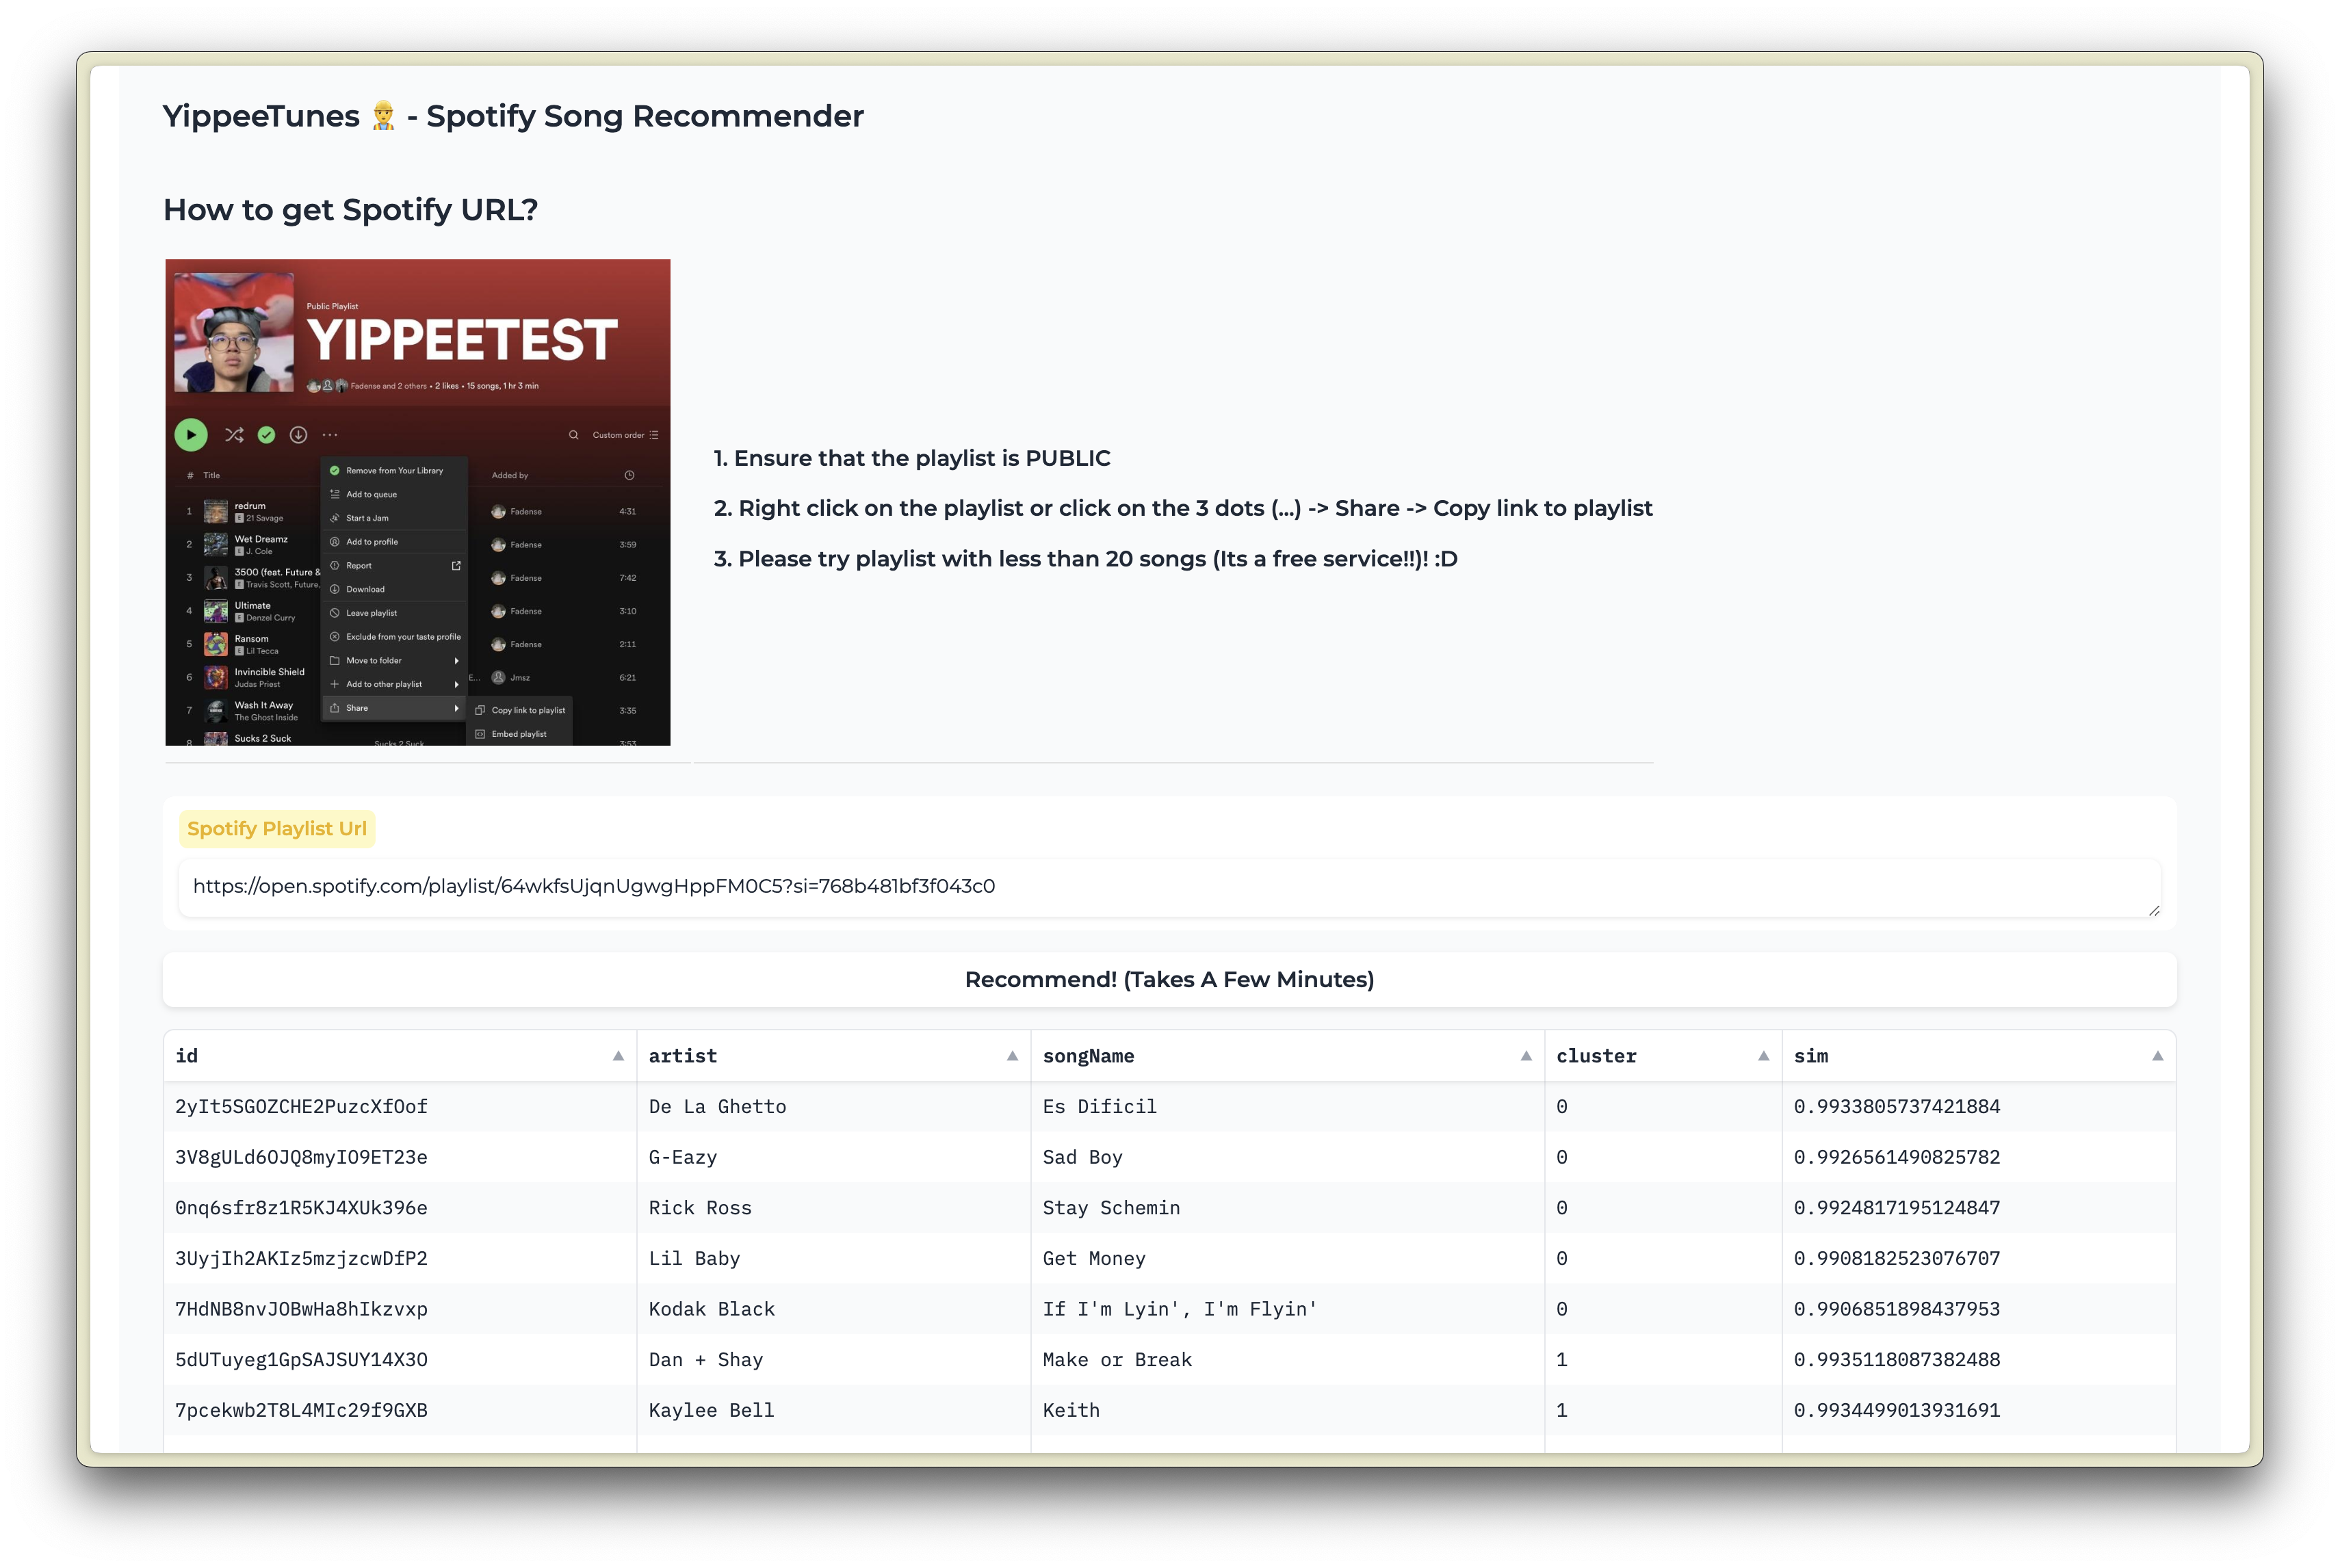 YippeeTunes 👷 - Spotify Song Recommender
How to get Spotify URL?
Public Playlist
YIPPEETEST
Fadense and 2 others • 2 likes • 15 songs, 1 hr 3 min
Custom order
# Title Added by
1 redrum Fadense 4:31
E 21 Savage
2 Wet Dreamz Fadense 3:59
E J. Cole
3 3500 (feat. Future & Fadense 7:42
E Travis Scott, Future,
4 Ultimate Fadense 3:10
E Denzel Curry
5 Ransom Fadense 2:11
E Lil Tecca
6 Invincible Shield E... Jmsz 6:21
Judas Priest
7 Wash It Away 3:35
The Ghost Inside
8 Sucks 2 Suck Sucks 2 Suck 3:53
Remove from Your Library
Add to queue
Start a Jam
Add to profile
Report
Download
Leave playlist
Exclude from your taste profile
Move to folder
Add to other playlist
Share
Copy link to playlist
Embed playlist
1. Ensure that the playlist is PUBLIC
2. Right click on the playlist or click on the 3 dots (...) -> Share -> Copy link to playlist
3. Please try playlist with less than 20 songs (Its a free service!!)! :D
Spotify Playlist Url
https://open.spotify.com/playlist/64wkfsUjqnUgwgHppFM0C5?si=768b481bf3f043c0
Recommend! (Takes A Few Minutes)
id artist songName cluster sim
2yIt5SGOZCHE2PuzcXfOof De La Ghetto Es Dificil 0 0.9933805737421884
3V8gULd6OJQ8myIO9ET23e G-Eazy Sad Boy 0 0.9926561490825782
0nq6sfr8z1R5KJ4XUk396e Rick Ross Stay Schemin 0 0.9924817195124847
3UyjIh2AKIz5mzjzcwDfP2 Lil Baby Get Money 0 0.9908182523076707
7HdNB8nvJOBwHa8hIkzvxp Kodak Black If I'm Lyin', I'm Flyin' 0 0.9906851898437953
5dUTuyeg1GpSAJSUY14X3O Dan + Shay Make or Break 1 0.9935118087382488
7pcekwb2T8L4MIc29f9GXB Kaylee Bell Keith 1 0.9934499013931691